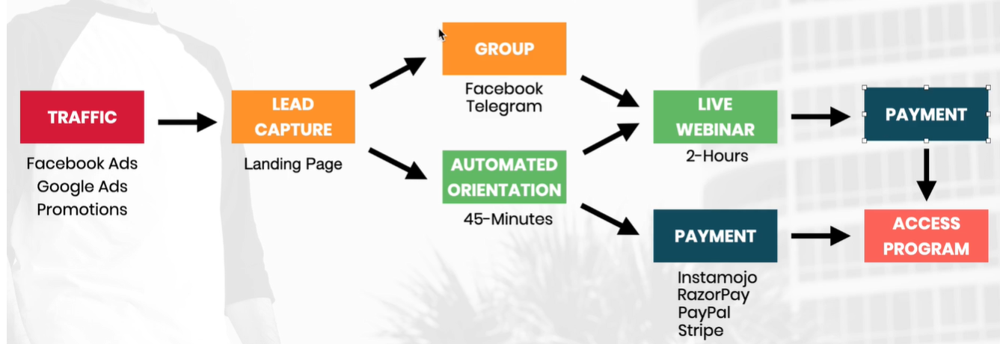 TRAFFIC
Facebook Ads
Google Ads
Promotions
LEAD
CAPTURE
Landing Page
GROUP
Facebook
Telegram
AUTOMATED
ORIENTATION
45-Minutes
LIVE
WEBINAR
2-Hours
PAYMENT
Instamojo
RazorPay
PayPal
Stripe
PAYMENT
ACCESS
PROGRAM